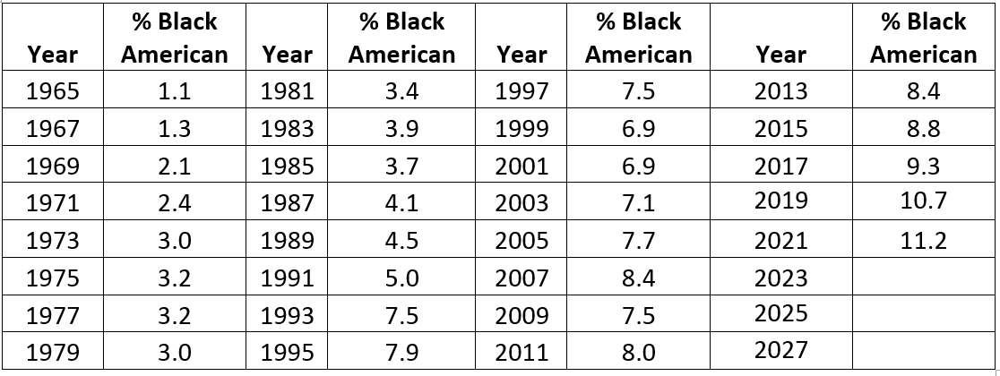 Year % Black American Year % Black American Year % Black American Year % Black American
1965 1.1 1981 3.4 1997 7.5 2013 8.4
1967 1.3 1983 3.9 1999 6.9 2015 8.8
1969 2.1 1985 3.7 2001 6.9 2017 9.3
1971 2.4 1987 4.1 2003 7.1 2019 10.7
1973 3.0 1989 4.5 2005 7.7 2021 11.2
1975 3.2 1991 5.0 2007 8.4 2023
1977 3.2 1993 7.5 2009 7.5 2025
1979 3.0 1995 7.9 2011 8.0 2027